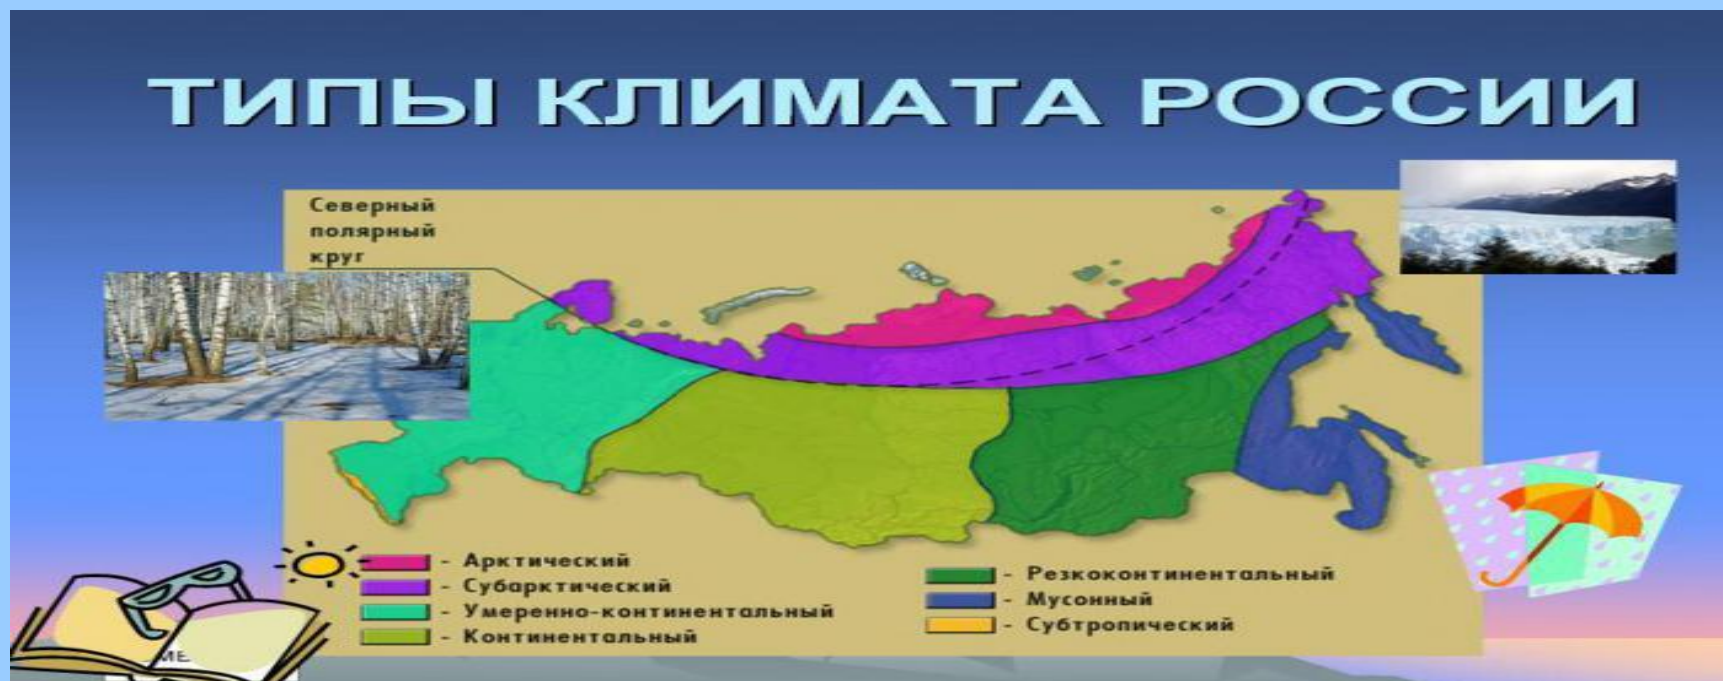 ТИПЫ КЛИМАТА РОССИИ
Северный
полярный
круг
- Арктический
- Субарктический
- Умеренно-континентальный
- Континентальный
- Резкоконтинентальный
- Мусонный
- Субтропический